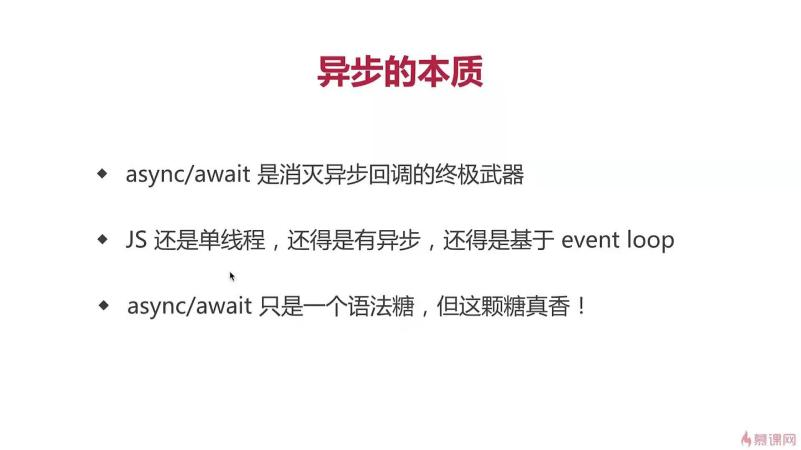 异步的本质
async/await 是消灭异步回调的终极武器
JS 还是单线程，还得是有异步，还得是基于 event loop
async/await 只是一个语法糖，但这颗糖真香！
慕课网